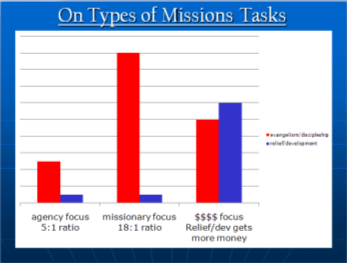 On Types of Missions Tasks
evangelism/discipleship
relief/development
agency focus
5:1 ratio
missionary focus
18:1 ratio
$$$$ focus
Relief/dev gets
more money